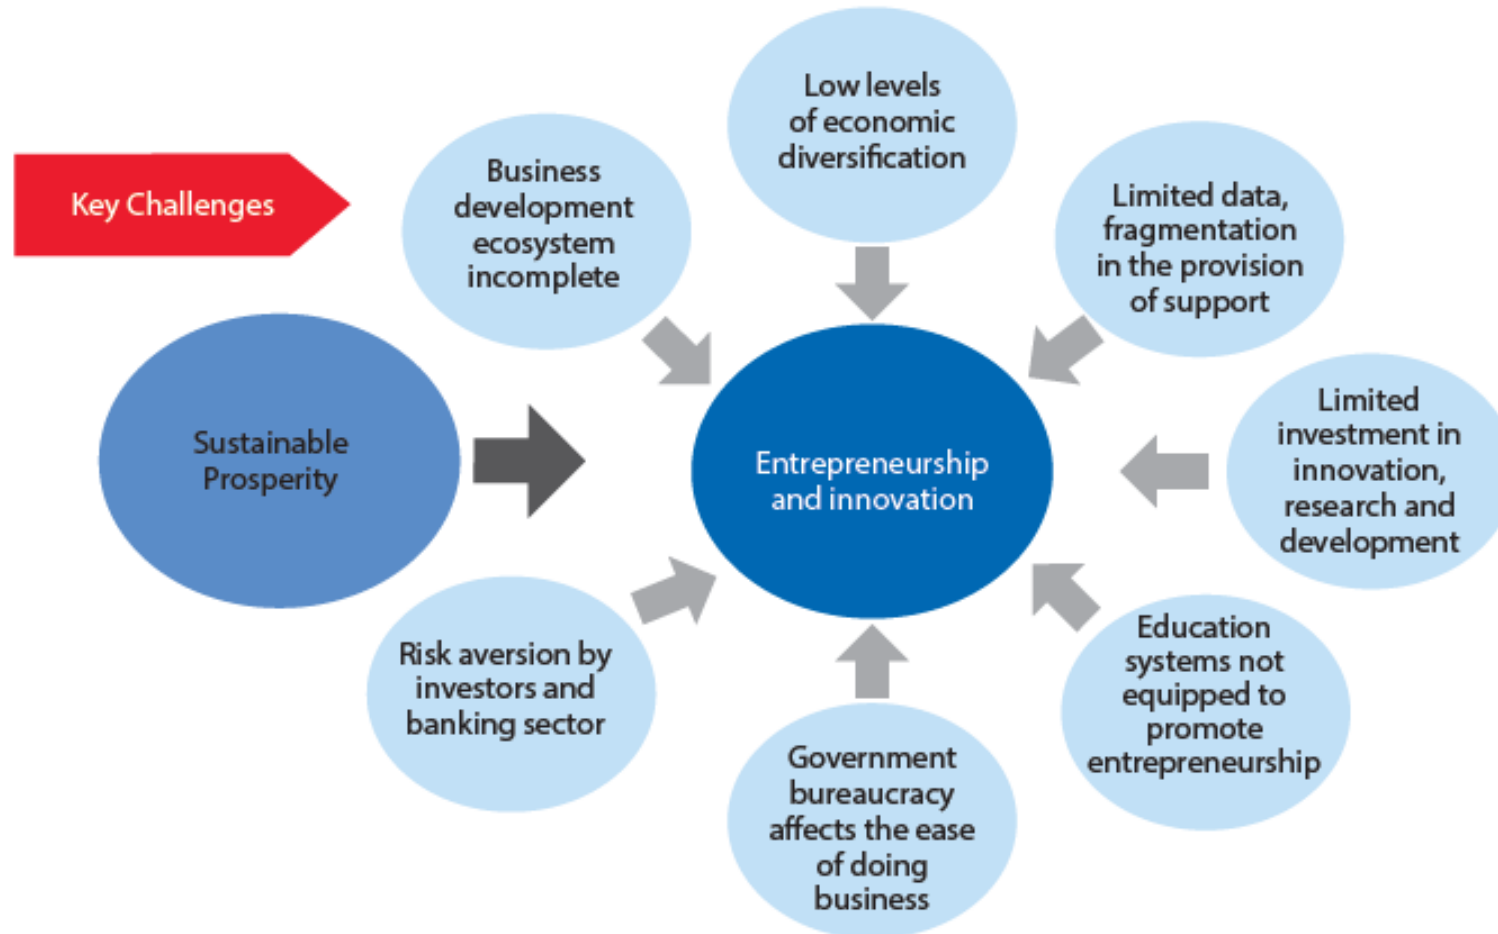 Key Challenges
Business
development
ecosystem
incomplete
Low levels
of economic
diversification
Limited data,
fragmentation
in the provision
of support
Sustainable
Prosperity
Entrepreneurship
and innovation
Limited
investment in
innovation,
research and
development
Risk aversion by
investors and
banking sector
Government
bureaucracy
affects the ease
of doing
business
Education
systems not
equipped to
promote
entrepreneurship